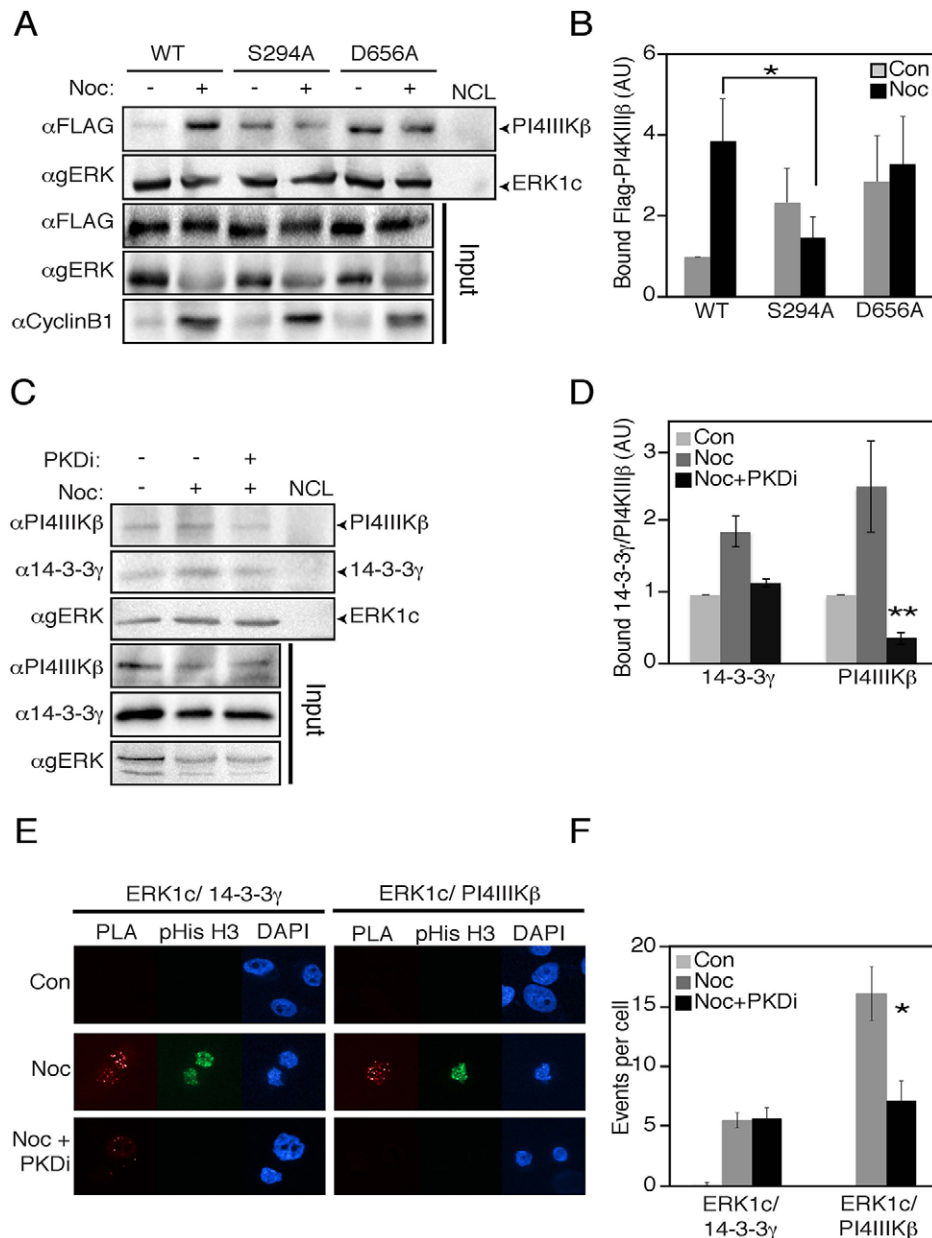 A
WT S294A D656A
Noc: - + - + - + NCL
αFLAG PI4IIIKβ
αgERK ERK1c
αFLAG
αgERK
αCyclinB1
Input
B
Bound Flag-PI4KIIIβ (AU)
6
4
2
0
*
Con
Noc
WT S294A D656A
C
PKDi: - - +
Noc: - + + NCL
αPI4IIIKβ PI4IIIKβ
α14-3-3γ 14-3-3γ
αgERK ERK1c
αPI4IIIKβ
α14-3-3γ
αgERK
Input
D
Bound 14-3-3γ/PI4KIIIβ (AU)
3
2
1
0
Con
Noc
Noc+PKDi
**
14-3-3γ PI4IIIKβ
E
ERK1c/ 14-3-3γ ERK1c/ PI4IIIKβ
PLA pHis H3 DAPI PLA pHis H3 DAPI
Con
Noc
Noc +
PKDi
F
Events per cell
20
15
10
5
0
Con
Noc
Noc+PKDi
*
ERK1c/ ERK1c/
14-3-3γ PI4IIIKβ